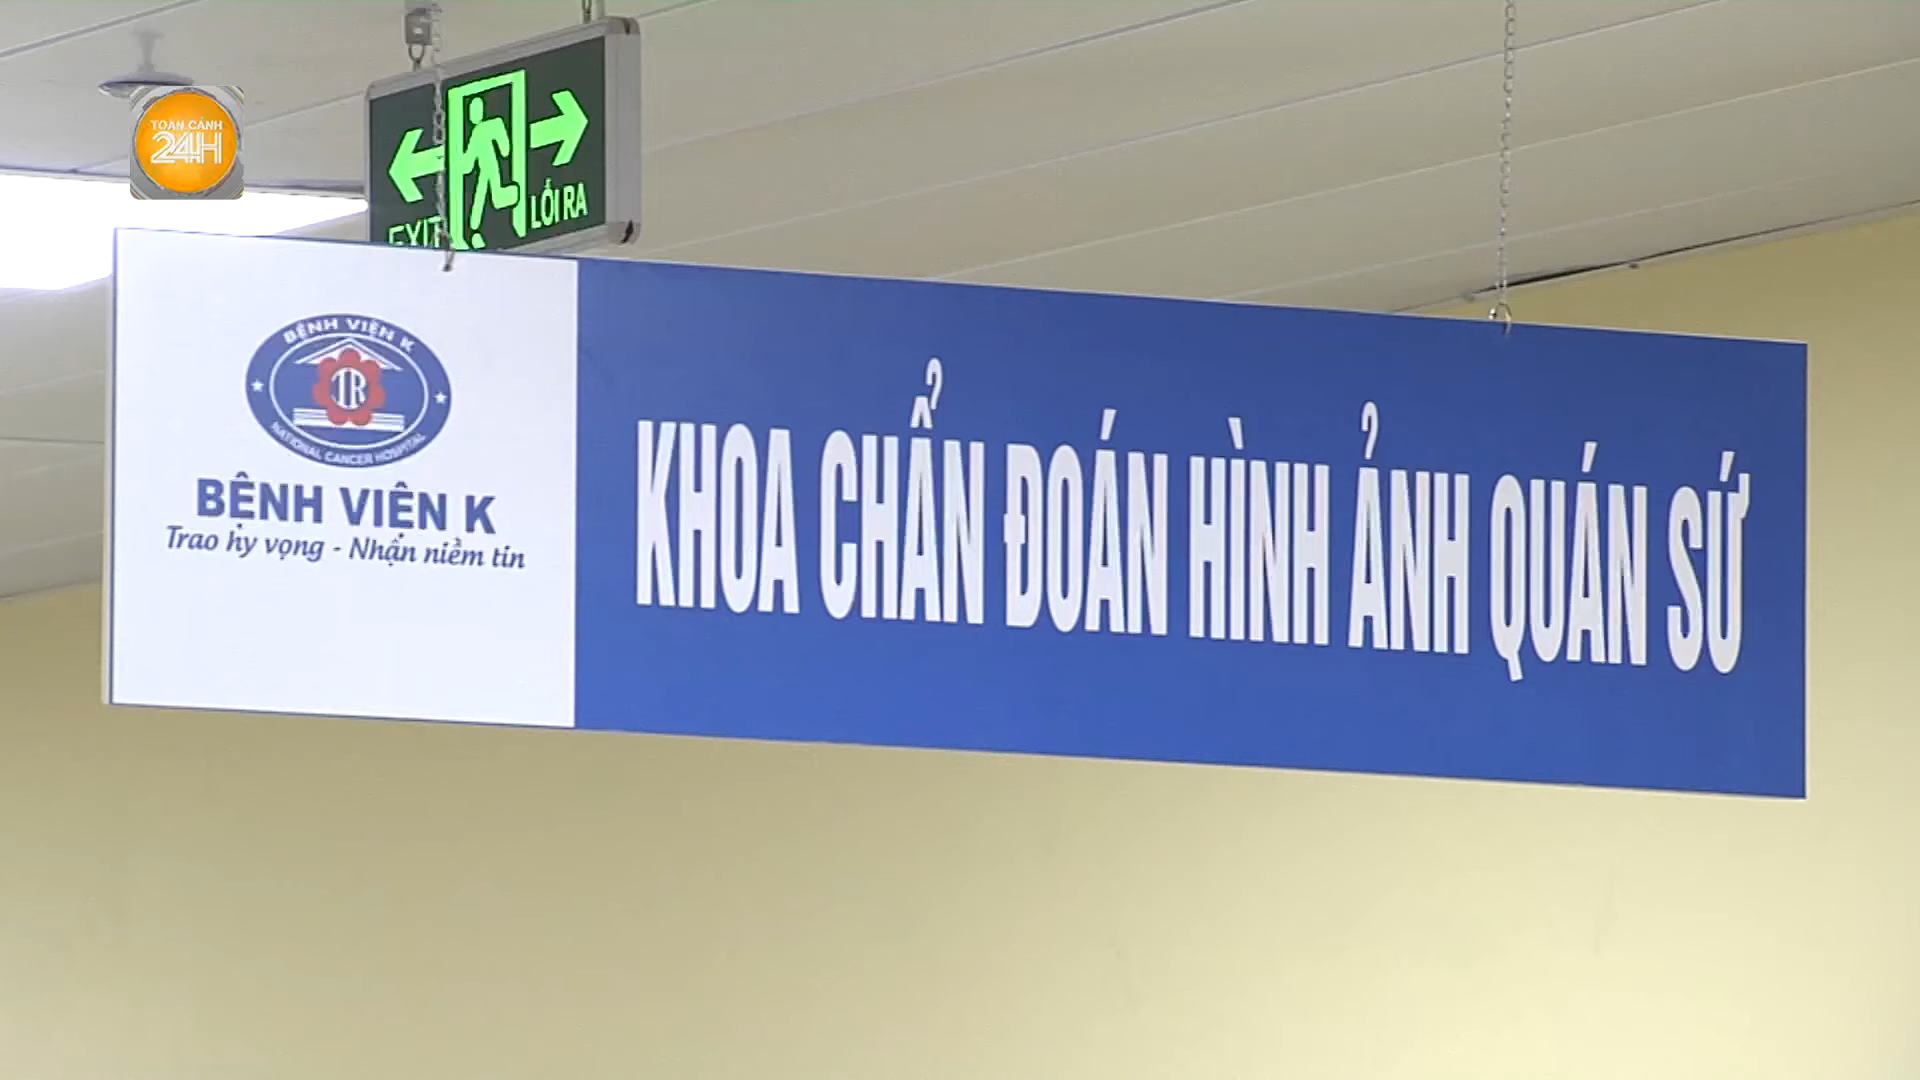 TOÀN CẢNH
24H
EXIT
LỐI RA
BỆNH VIỆN K
NATIONAL CANCER HOSPITAL
BỆNH VIỆN K
Trao hy vọng - Nhận niềm tin
KHOA CHẨN ĐOÁN HÌNH ẢNH QUÁN SỨ